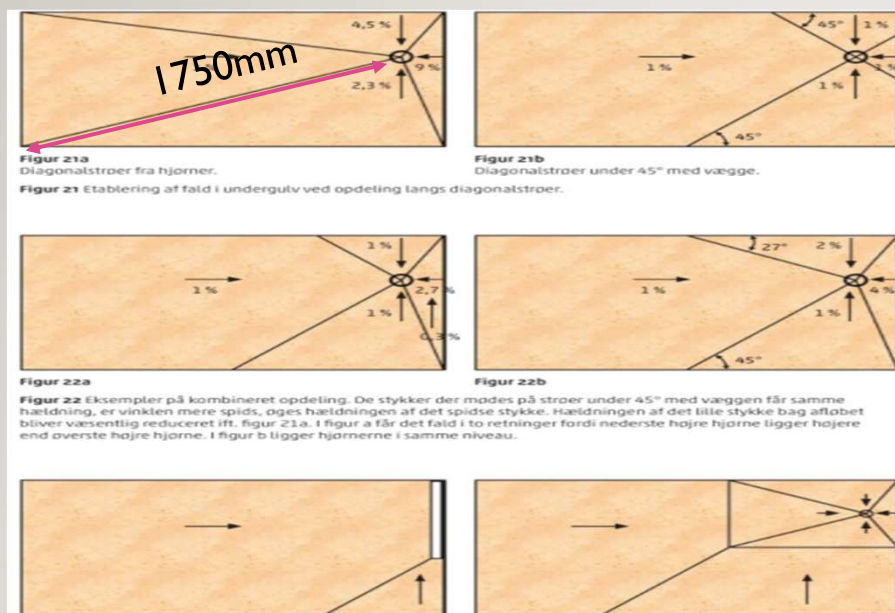 4,5 %
1750mm
9 %
2,3 %
45°
1 %
1 %
1 %
45°
Figur 21a
Diagonalstrøer fra hjørner.
Figur 21b
Diagonalstrøer under 45° med vægge.
Figur 21 Etablering af fald i undergulv ved opdeling langs diagonalstrøer.
1 %
1 %
2,7 %
1 %
0,3 %
27°
2 %
1 %
4 %
1 %
45°
Figur 22a
Figur 22b
Figur 22 Eksempler på kombineret opdeling. De stykker der mødes på strøer under 45° med væggen får samme
hældning, er vinklen mere spids, øges hældningen af det spidse stykke. Hældningen af det lille stykke bag afløbet
bliver væsentlig reduceret ift. figur 21a. I figur a får det fald i to retninger fordi nederste højre hjørne ligger højere
end øverste højre hjørne. I figur b ligger hjørnerne i samme niveau.